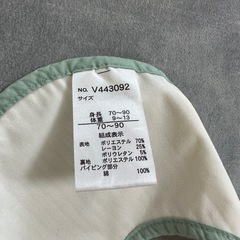 NO. V443092
サイズ
身長 70～90
体重 9～13
70～90
組成表示
表地 ポリエステル 70%
レーヨン 25%
ポリウレタン 5%
裏地 ポリエステル 100%
パイピング部分
綿 100%